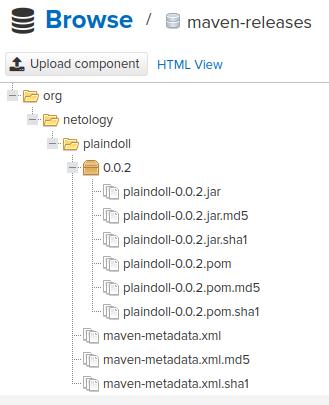 Browse / maven-releases
Upload component HTML View
org
netology
plaindoll
0.0.2
plaindoll-0.0.2.jar
plaindoll-0.0.2.jar.md5
plaindoll-0.0.2.jar.sha1
plaindoll-0.0.2.pom
plaindoll-0.0.2.pom.md5
plaindoll-0.0.2.pom.sha1
maven-metadata.xml
maven-metadata.xml.md5
maven-metadata.xml.sha1